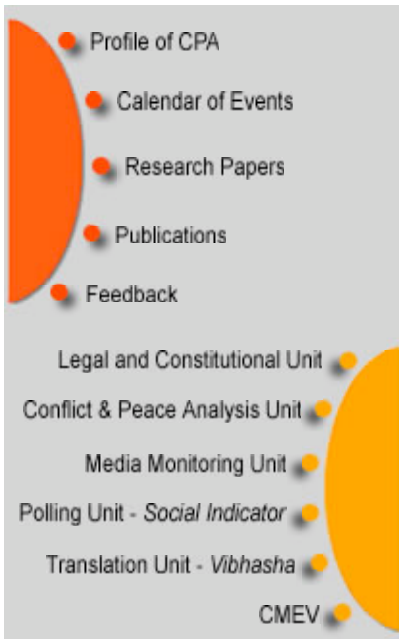 Profile of CPA
Calendar of Events
Research Papers
Publications
Feedback
Legal and Constitutional Unit
Conflict & Peace Analysis Unit
Media Monitoring Unit
Polling Unit - Social Indicator
Translation Unit - Vibhasha
CMEV